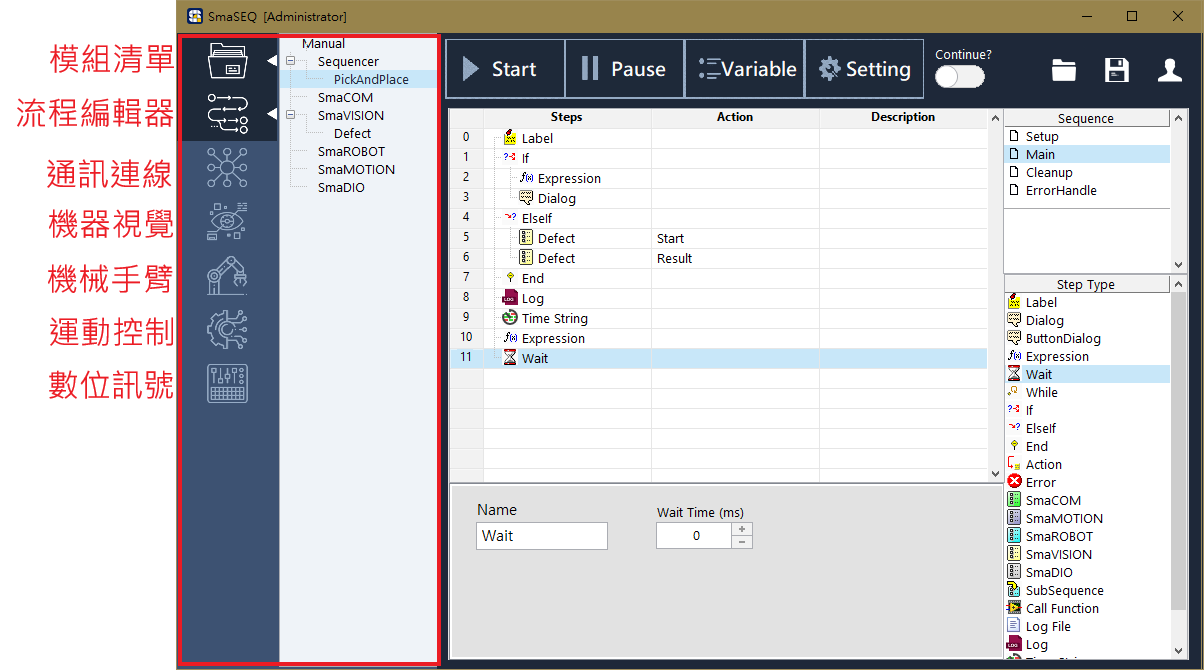 SmaSEQ [Administrator]
模組清單
流程編輯器
通訊連線
機器視覺
機械手臂
運動控制
數位訊號
Manual
Sequencer
PickAndPlace
SmaCOM
SmaVISION
Defect
SmaROBOT
SmaMOTION
SmaDIO
Start
Pause
Variable
Setting
Continue?
Steps Action Description
0 Label
1 If
2 Expression
3 Dialog
4 ElseIf
5 Defect Start
6 Defect Result
7 End
8 Log
9 Time String
10 Expression
11 Wait
Name
Wait
Wait Time (ms)
0
Sequence
Setup
Main
Cleanup
ErrorHandle
Step Type
Label
Dialog
ButtonDialog
Expression
Wait
While
If
ElseIf
End
Action
Error
SmaCOM
SmaMOTION
SmaROBOT
SmaVISION
SmaDIO
SubSequence
Call Function
Log File
Log